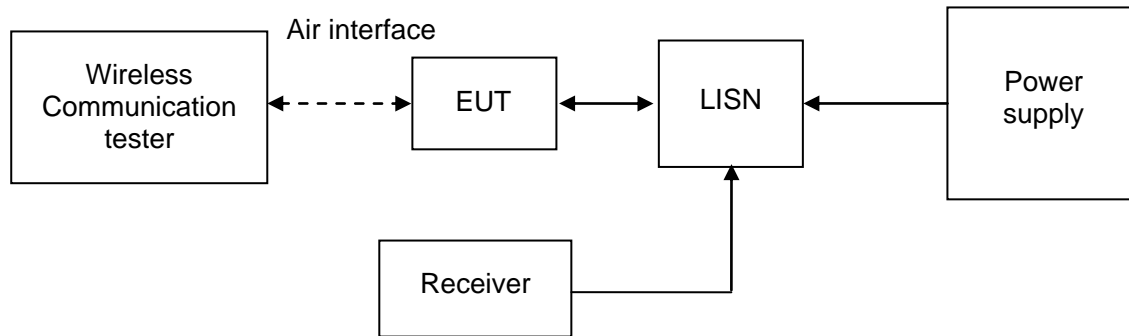 Air interface
Wireless
Communication
tester
EUT
LISN
Power
supply
Receiver